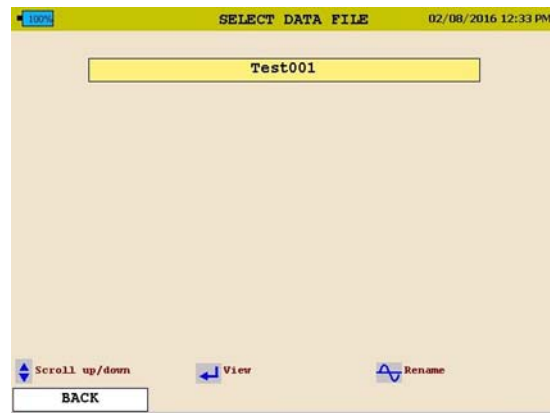 100% SELECT DATA FILE 02/08/2016 12:33 PM
Test001
Scroll up/down View Rename
BACK